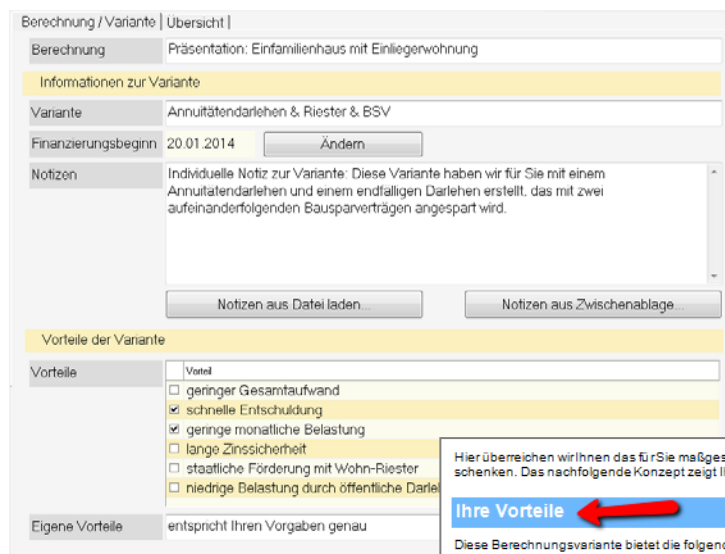 Berechnung / Variante | Übersicht |
Berechnung Präsentation: Einfamilienhaus mit Einliegerwohnung
Informationen zur Variante
Variante Annuitätendarlehen & Riester & BSV
Finanzierungsbeginn 20.01.2014 Ändern
Notizen Individuelle Notiz zur Variante: Diese Variante haben wir für Sie mit einem
Annuitätendarlehen und einem endfälligen Darlehen erstellt, das mit zwei
aufeinanderfolgenden Bausparverträgen angespart wird.
Notizen aus Datei laden... Notizen aus Zwischenablage...
Vorteile der Variante
Vorteile Vorteil
geringer Gesamtaufwand
schnelle Entschuldung
geringe monatliche Belastung
lange Zinssicherheit
staatliche Förderung mit Wohn-Riester
niedrige Belastung durch öffentliche Darle
Eigene Vorteile entspricht Ihren Vorgaben genau
Hier überreichen wir Ihnen das für Sie maßges
schenken. Das nachfolgende Konzept zeigt I
Ihre Vorteile
Diese Berechnungsvariante bietet die folgend